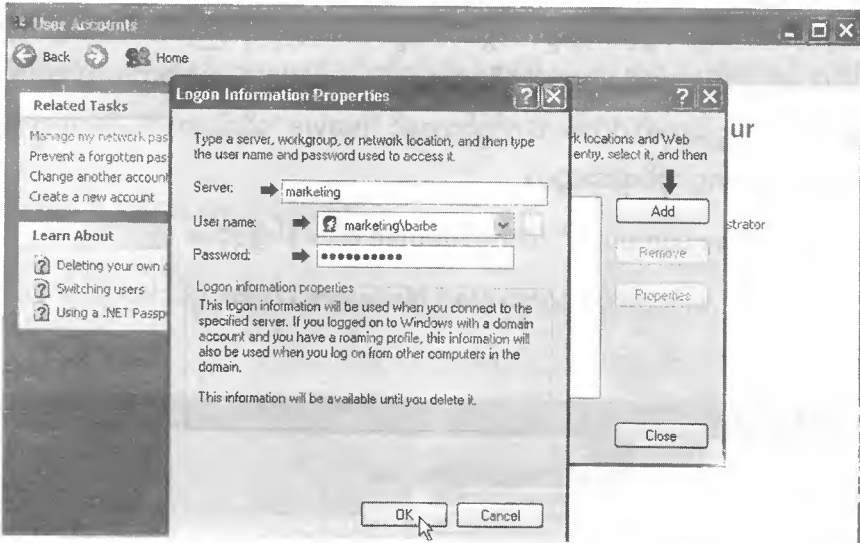 User Accounts
Back
Home
Related Tasks
Manage my network pas
Prevent a forgotten pas
Change another account
Create a new account
Learn About
Deleting your own
Switching users
Using a .NET Passp
Logon Information Properties
Type a server, workgroup, or network location, and then type
the user name and password used to access it.
Server:
marketing
User name:
marketing\barbe
Password:
••••••••••
Logon information properties
This logon information will be used when you connect to the
specified server. If you logged on to Windows with a domain
account and you have a roaming profile, this information will
also be used when you log on from other computers in the
domain.
This information will be available until you delete it.
OK
Cancel
rk locations and Web
entry, select it, and then
Add
Remove
Properties
Close
ur
strator